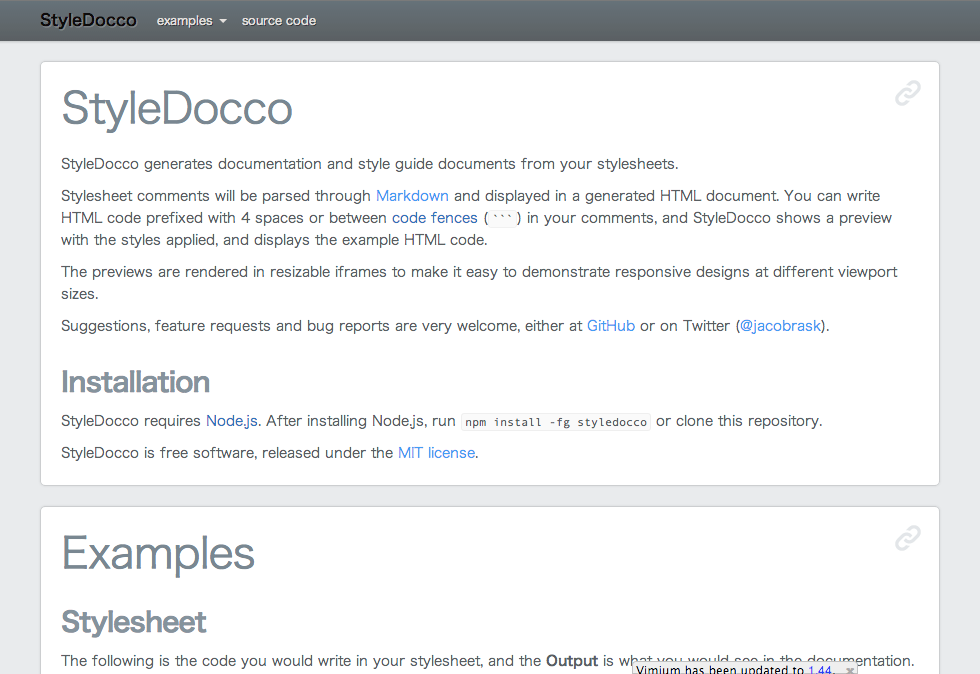 StyleDocco examples source code
StyleDocco
StyleDocco generates documentation and style guide documents from your stylesheets.
Stylesheet comments will be parsed through Markdown and displayed in a generated HTML document. You can write
HTML code prefixed with 4 spaces or between code fences (```) in your comments, and StyleDocco shows a preview
with the styles applied, and displays the example HTML code.
The previews are rendered in resizable iframes to make it easy to demonstrate responsive designs at different viewport
sizes.
Suggestions, feature requests and bug reports are very welcome, either at GitHub or on Twitter (@jacobrask).
Installation
StyleDocco requires Node.js. After installing Node.js, run npm install -fg styledocco or clone this repository.
StyleDocco is free software, released under the MIT license.
Examples
Stylesheet
The following is the code you would write in your stylesheet, and the Output is what you would see in the documentation.
Vimium has been updated to 1.44.